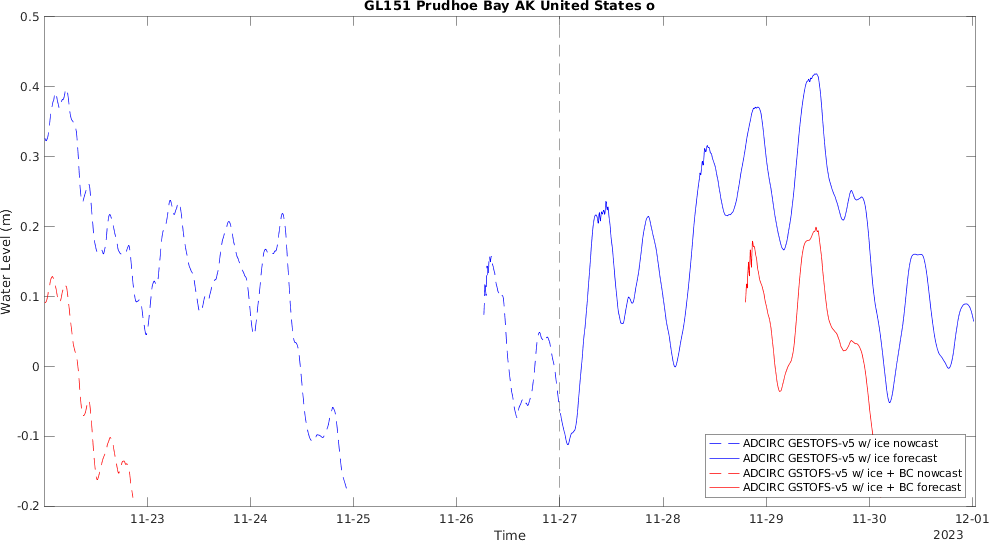 GL151 Prudhoe Bay AK United States o
Water Level (m)
0.5
0.4
0.3
0.2
0.1
0
-0.1
-0.2
11-23
11-24
11-25
11-26
11-27
11-28
11-29
11-30
12-01
Time
2023
ADCIRC GESTOFS-v5 w/ ice nowcast
ADCIRC GESTOFS-v5 w/ ice forecast
ADCIRC GSTOFS-v5 w/ ice + BC nowcast
ADCIRC GSTOFS-v5 w/ ice + BC forecast